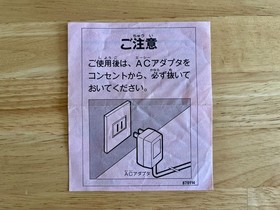 ご注意
ご使用後は、ACアダプタを
コンセントから、必ず抜いて
おいてください。
ACアダプタ